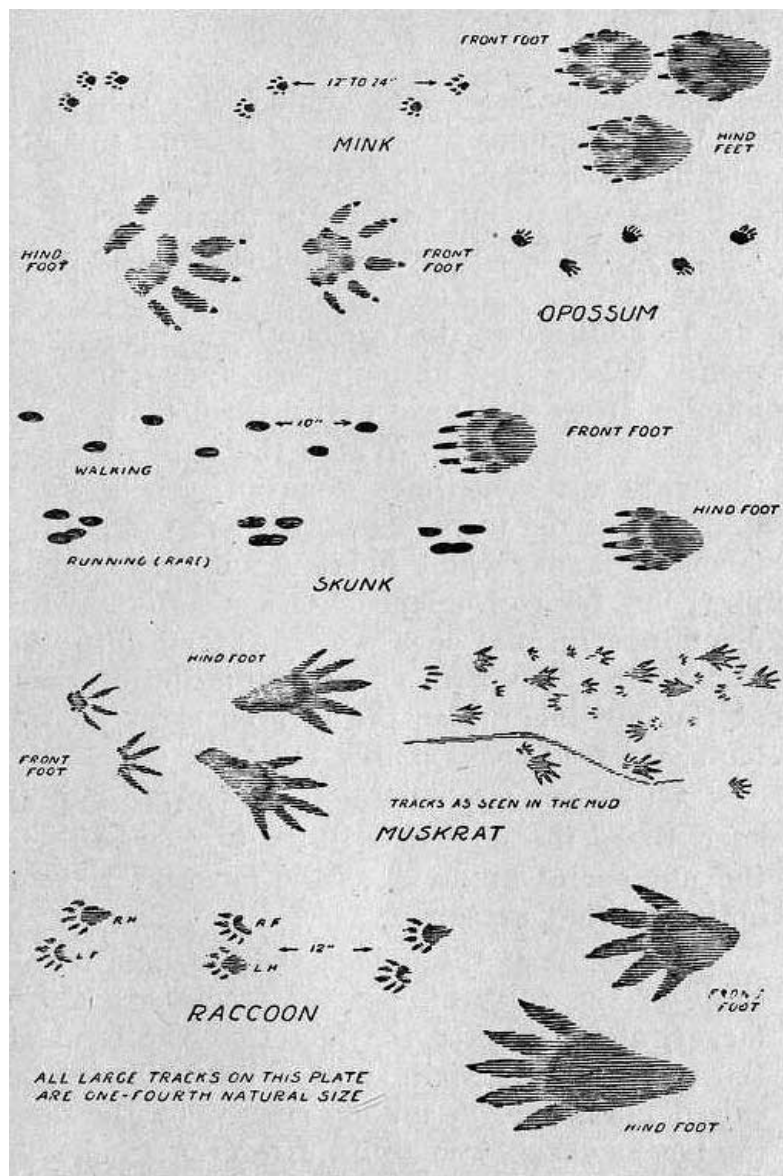 FRONT FOOT
12" TO 24"
MINK
HIND
FEET
HIND
FOOT
FRONT
FOOT
OPOSSUM
10"
FRONT FOOT
WALKING
HIND FOOT
RUNNING (RARE)
SKUNK
HIND FOOT
FRONT
FOOT
TRACKS AS SEEN IN THE MUD
MUSKRAT
RH
RF
LF
12"
LH
RACCOON
FRONT
FOOT
ALL LARGE TRACKS ON THIS PLATE
ARE ONE-FOURTH NATURAL SIZE
HIND FOOT